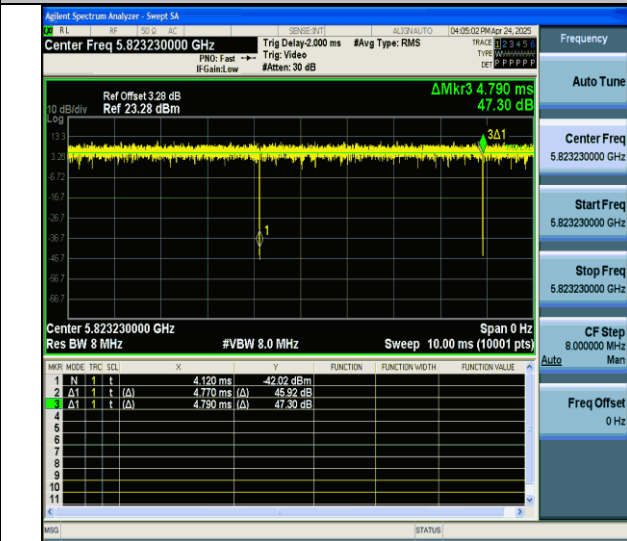 Agilent Spectrum Analyzer - Swept SA
RL RF 50 Ω AC SENSE:INT ALIGNAUTO 04:05:02 PM Apr 24, 2025
Center Freq 5.823230000 GHz
PNO: Fast
IFGain:Low
Trig Delay-2.000 ms
Trig: Video
#Atten: 30 dB
#Avg Type: RMS
TRACE 1 2 3 4 5 6
TYPE
DET P P P P P P
Ref Offset 3.28 dB
Ref 23.28 dBm
10 dB/div
Log
ΔMkr3 4.790 ms
47.30 dB
13.3
3.28
-6.72
-16.7
-26.7
-36.7
-46.7
-56.7
-66.7
3Δ1
1
Center 5.823230000 GHz
Span 0 Hz
Res BW 8 MHz
#VBW 8.0 MHz
Sweep 10.00 ms (10001 pts)
MKR MODE TRC SCL X Y FUNCTION FUNCTION WIDTH FUNCTION VALUE
1 N 1 t 4.120 ms -42.02 dBm
2 Δ1 1 t (Δ) 4.770 ms (Δ) 45.92 dB
3 Δ1 1 t (Δ) 4.790 ms (Δ) 47.30 dB
4
5
6
7
8
9
10
11
MSG
STATUS
Frequency
Auto Tune
Center Freq
5.823230000 GHz
Start Freq
5.823230000 GHz
Stop Freq
5.823230000 GHz
CF Step
8.000000 MHz
Auto Man
Freq Offset
0 Hz